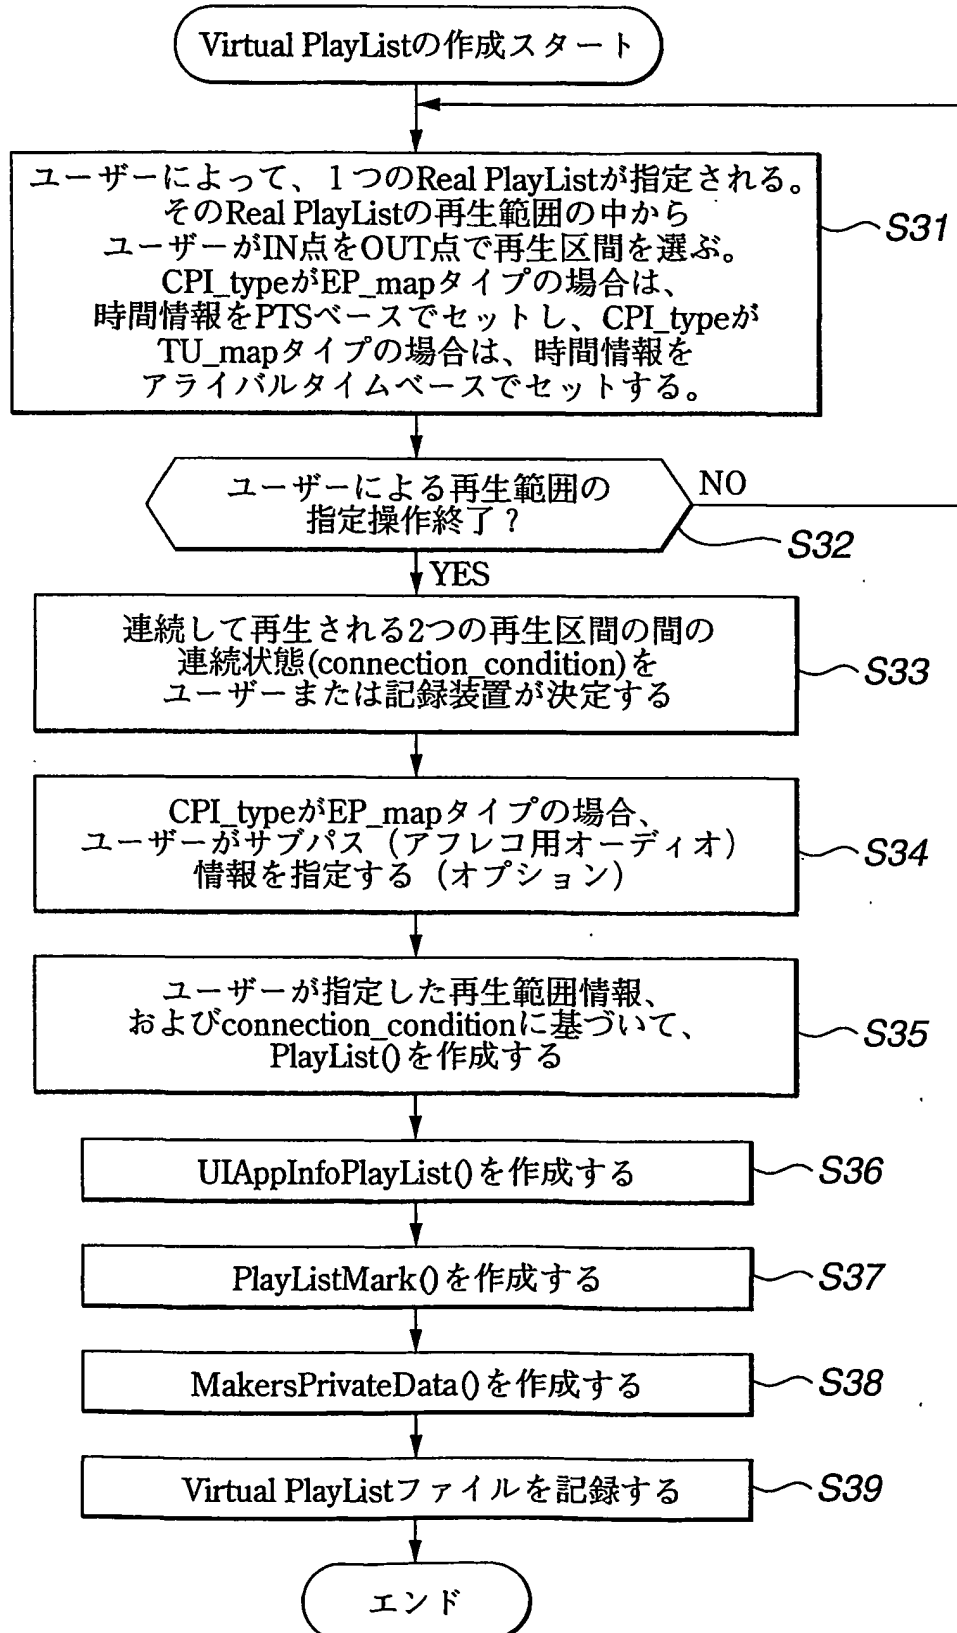 Virtual PlayListの作成スタート
ユーザーによって、1つのReal PlayListが指定される。
そのReal PlayListの再生範囲の中から
ユーザーがIN点をOUT点で再生区間を選ぶ。
CPI_typeがEP_mapタイプの場合は、
時間情報をPTSベースでセットし、CPI_typeが
TU_mapタイプの場合は、時間情報を
アライバルタイムベースでセットする。
S31
ユーザーによる再生範囲の
指定操作終了?
NO
S32
YES
連続して再生される2つの再生区間の間の
連続状態(connection_condition)を
ユーザーまたは記録装置が決定する
S33
CPI_typeがEP_mapタイプの場合、
ユーザーがサブパス（アフレコ用オーディオ）
情報を指定する（オプション）
S34
ユーザーが指定した再生範囲情報、
およびconnection_conditionに基づいて、
PlayList()を作成する
S35
UIAppInfoPlayList()を作成する
S36
PlayListMark()を作成する
S37
MakersPrivateData()を作成する
S38
Virtual PlayListファイルを記録する
S39
エンド